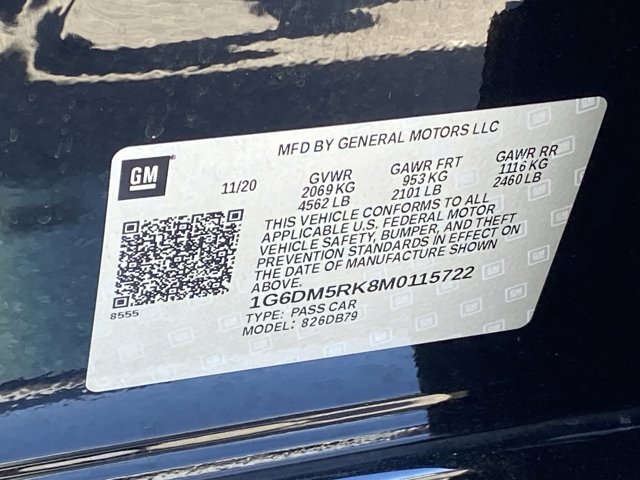 MFD BY GENERAL MOTORS LLC
GM
11/20
GVWR
2069 KG
4562 LB
GAWR FRT
953 KG
2101 LB
GAWR RR
1116 KG
2460 LB
THIS VEHICLE CONFORMS TO ALL
APPLICABLE U.S. FEDERAL MOTOR
VEHICLE SAFETY, BUMPER, AND THEFT
PREVENTION STANDARDS IN EFFECT ON
THE DATE OF MANUFACTURE SHOWN
ABOVE.
8555
1G6DM5RK8M0115722
TYPE: PASS CAR
MODEL: 826DB79